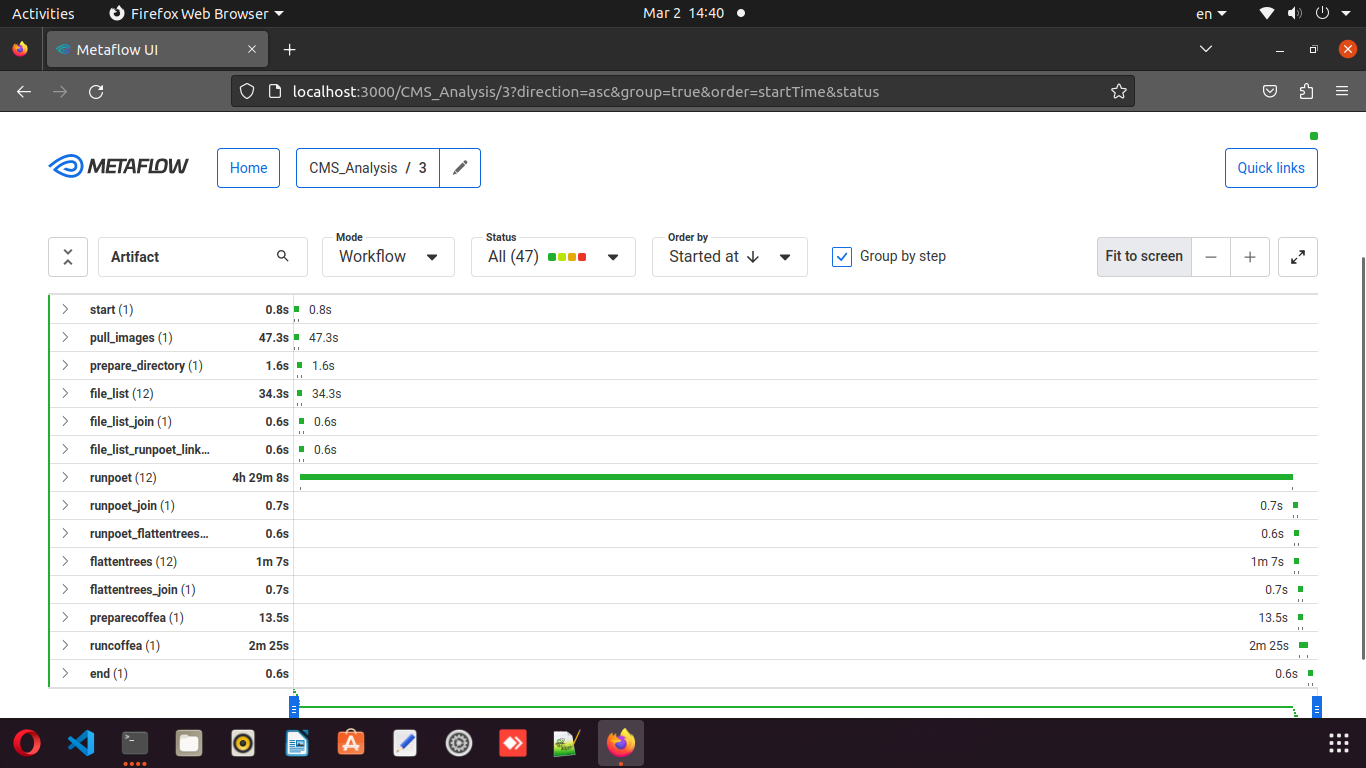 Activities Firefox Web Browser Mar 2 14:40 en
Metaflow UI
localhost:3000/CMS_Analysis/3?direction=asc&group=true&order=startTime&status
METAFLOW Home CMS_Analysis / 3 Quick links
Mode Status Order by
Artifact Workflow All (47) Started at Group by step Fit to screen
start (1) 0.8s 0.8s
pull_images (1) 47.3s 47.3s
prepare_directory (1) 1.6s 1.6s
file_list (12) 34.3s 34.3s
file_list_join (1) 0.6s 0.6s
file_list_runpoet_link... 0.6s 0.6s
runpoet (12) 4h 29m 8s
runpoet_join (1) 0.7s 0.7s
runpoet_flattentrees... 0.6s 0.6s
flattentrees (12) 1m 7s 1m 7s
flattentrees_join (1) 0.7s 0.7s
preparecoffea (1) 13.5s 13.5s
runcoffea (1) 2m 25s 2m 25s
end (1) 0.6s 0.6s